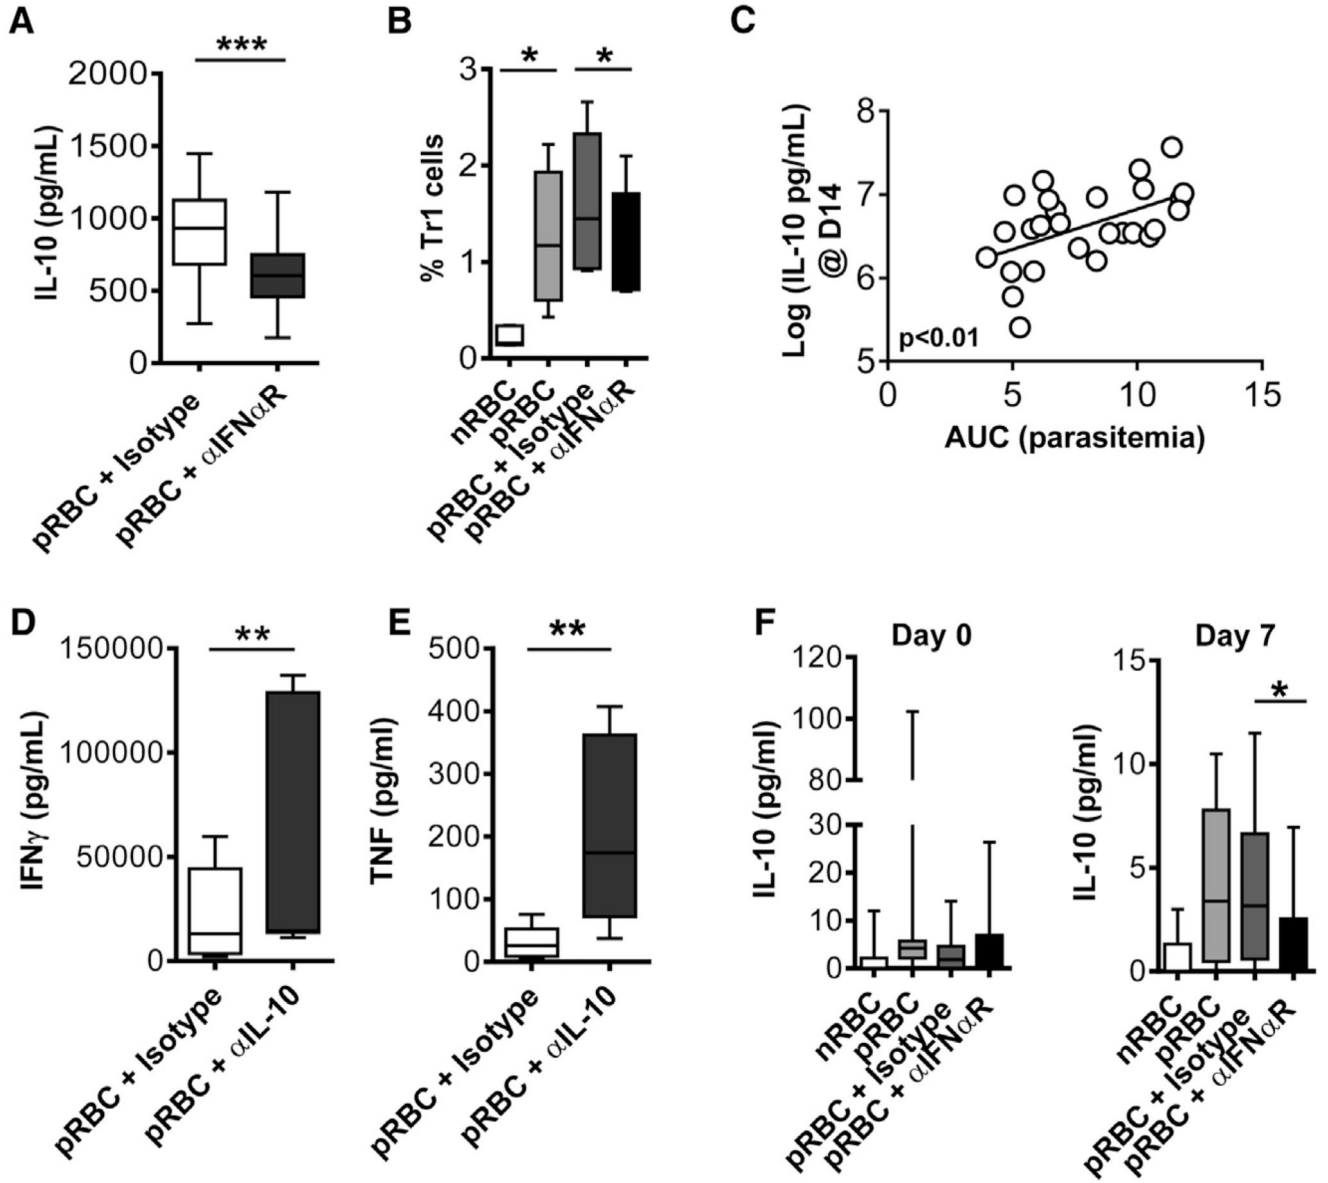 A
***
2000
1500
1000
500
0
IL-10 (pg/mL)
pRBC + Isotype
pRBC + αIFNαR
B
*
*
3
2
1
0
% Tr1 cells
nRBC
pRBC
pRBC + Isotype
pRBC + αIFNαR
C
8
7
6
5
Log (IL-10 pg/mL)
@ D14
p<0.01
0
5
10
15
AUC (parasitemia)
D
**
150000
100000
50000
0
IFNγ (pg/mL)
pRBC + Isotype
pRBC + αIL-10
E
**
500
400
300
200
100
0
TNF (pg/ml)
pRBC + Isotype
pRBC + αIL-10
F
Day 0
120
100
80
30
20
10
0
IL-10 (pg/ml)
nRBC
pRBC
pRBC + Isotype
pRBC + αIFNαR
Day 7
*
15
10
5
0
IL-10 (pg/ml)
nRBC
pRBC
pRBC + Isotype
pRBC + αIFNαR